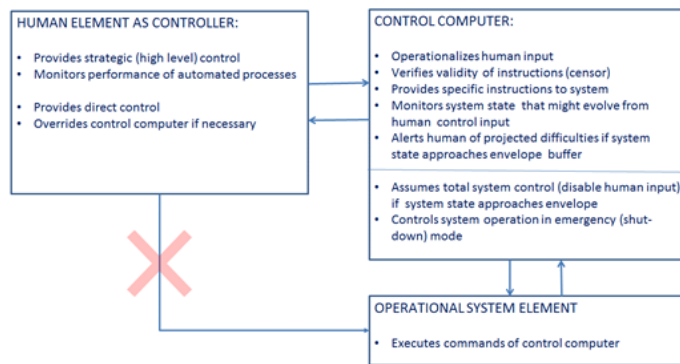 HUMAN ELEMENT AS CONTROLLER:
• Provides strategic (high level) control
• Monitors performance of automated processes
• Provides direct control
• Overrides control computer if necessary
CONTROL COMPUTER:
• Operationalizes human input
• Verifies validity of instructions (censor)
• Provides specific instructions to system
• Monitors system state that might evolve from
human control input
• Alerts human of projected difficulties if system
state approaches envelope buffer
• Assumes total system control (disable human input)
if system state approaches envelope
• Controls system operation in emergency (shut-
down) mode
OPERATIONAL SYSTEM ELEMENT
• Executes commands of control computer